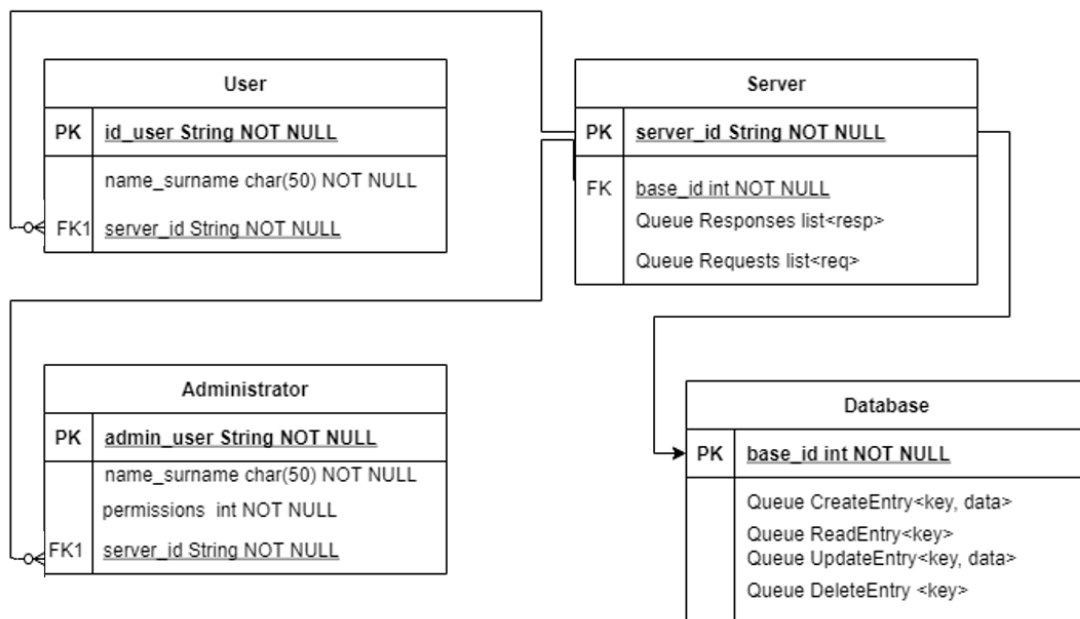 User
PK id_user String NOT NULL
name_surname char(50) NOT NULL
FK1 server_id String NOT NULL
Server
PK server_id String NOT NULL
FK base_id int NOT NULL
Queue Responses list<resp>
Queue Requests list<req>
Administrator
PK admin_user String NOT NULL
name_surname char(50) NOT NULL
permissions int NOT NULL
FK1 server_id String NOT NULL
Database
PK base_id int NOT NULL
Queue CreateEntry<key, data>
Queue ReadEntry<key>
Queue UpdateEntry<key, data>
Queue DeleteEntry <key>